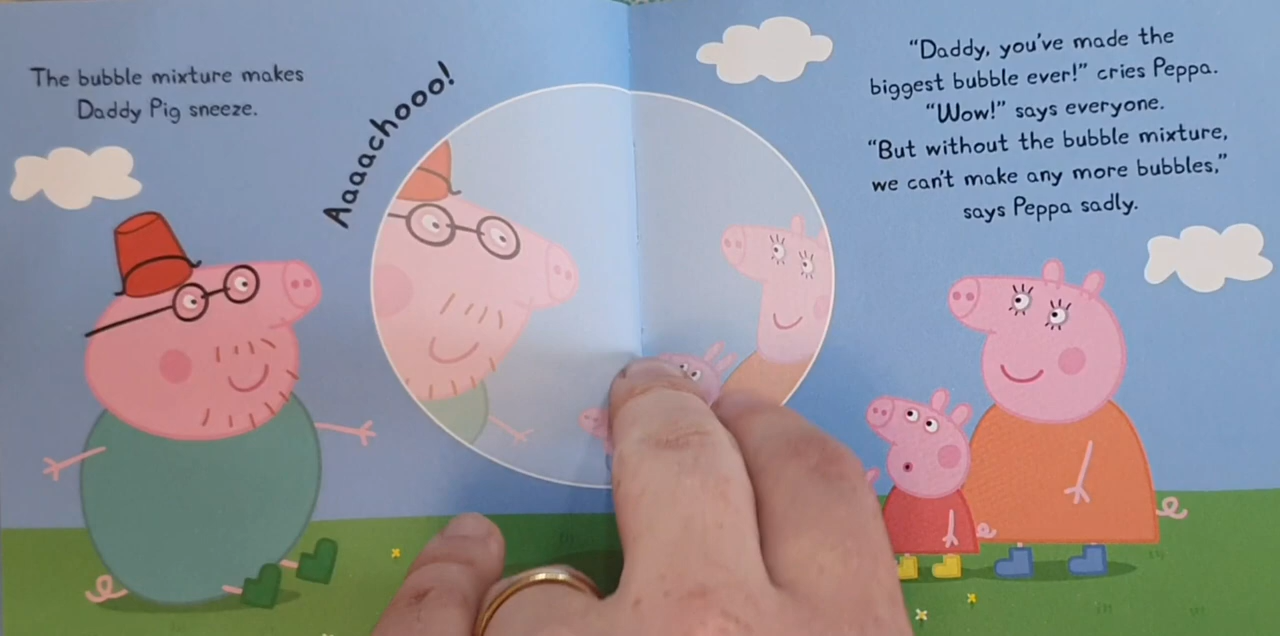 The bubble mixture makes
Daddy Pig sneeze.
Aaaachooo!
“Daddy, you've made the
biggest bubble ever!” cries Peppa.
“Wow!” says everyone.
“But without the bubble mixture,
we can't make any more bubbles,”
says Peppa sadly.